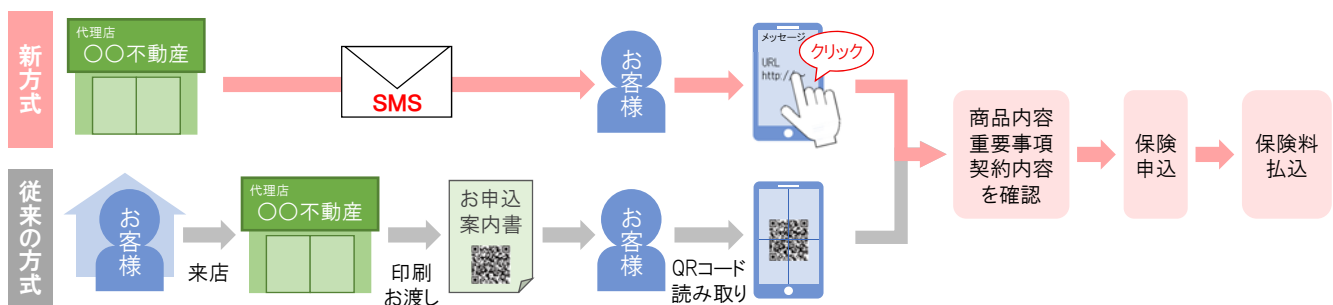 新方式
代理店
〇〇不動産
SMS
お客様
メッセージ
URL
http://～
クリック
従来の方式
お客様
来店
代理店
〇〇不動産
印刷
お渡し
お申込
案内書
お客様
QRコード
読み取り
商品内容
重要事項
契約内容
を確認
保険
申込
保険料
払込